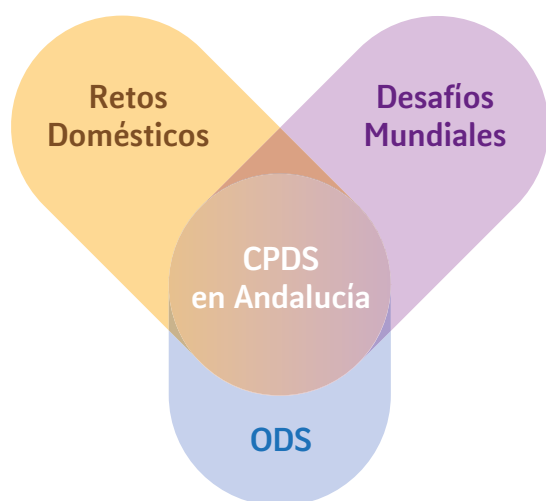 Retos
Domésticos
Desafíos
Mundiales
CPDS
en Andalucía
ODS